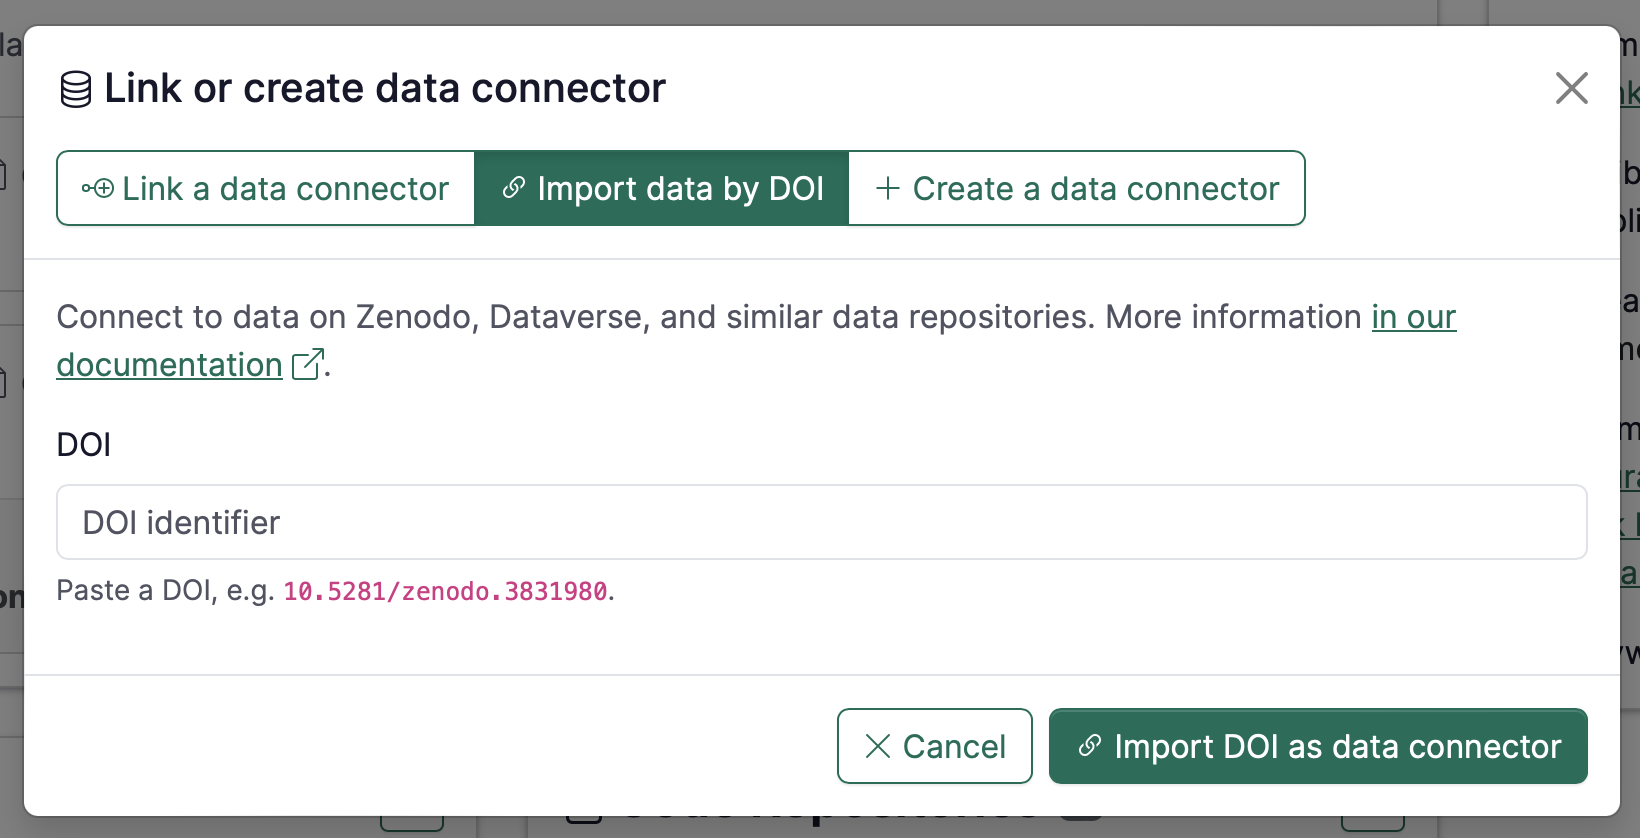 Link or create data connector
Link a data connector
Import data by DOI
Create a data connector
Connect to data on Zenodo, Dataverse, and similar data repositories. More information in our
documentation.
DOI
DOI identifier
Paste a DOI, e.g. 10.5281/zenodo.3831980.
Cancel
Import DOI as data connector